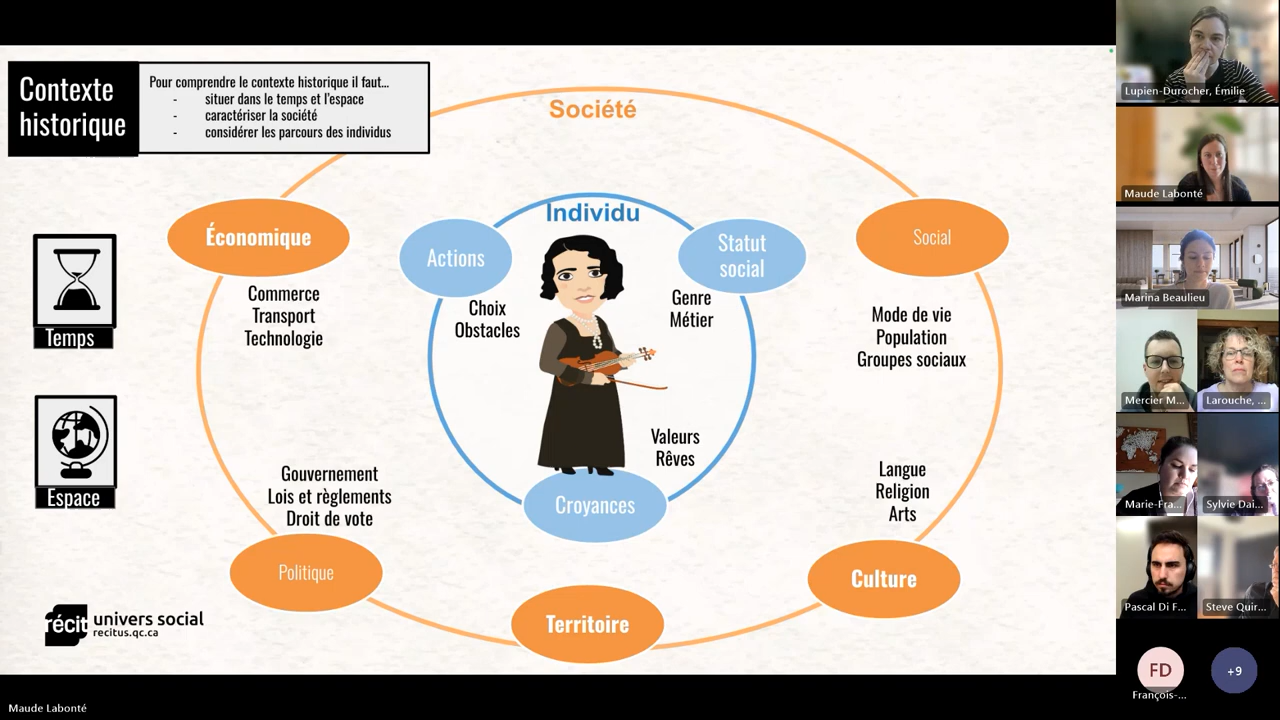 Contexte
historique
Pour comprendre le contexte historique il faut...
- situer dans le temps et l'espace
- caractériser la société
- considérer les parcours des individus
Société
Individu
Économique
Commerce
Transport
Technologie
Actions
Choix
Obstacles
Statut
social
Genre
Métier
Social
Mode de vie
Population
Groupes sociaux
Temps
Espace
Valeurs
Rêves
Croyances
Gouvernement
Lois et règlements
Droit de vote
Politique
Langue
Religion
Arts
Culture
Territoire
récit univers social
recitus.qc.ca
Maude Labonté
Lupien-Durocher, Émilie
Maude Labonté
Marina Beaulieu
Mercier M...
Larouche, ...
Marie-Fra...
Sylvie Dai...
Pascal Di F...
Steve Quir...
FD
François-...
+9